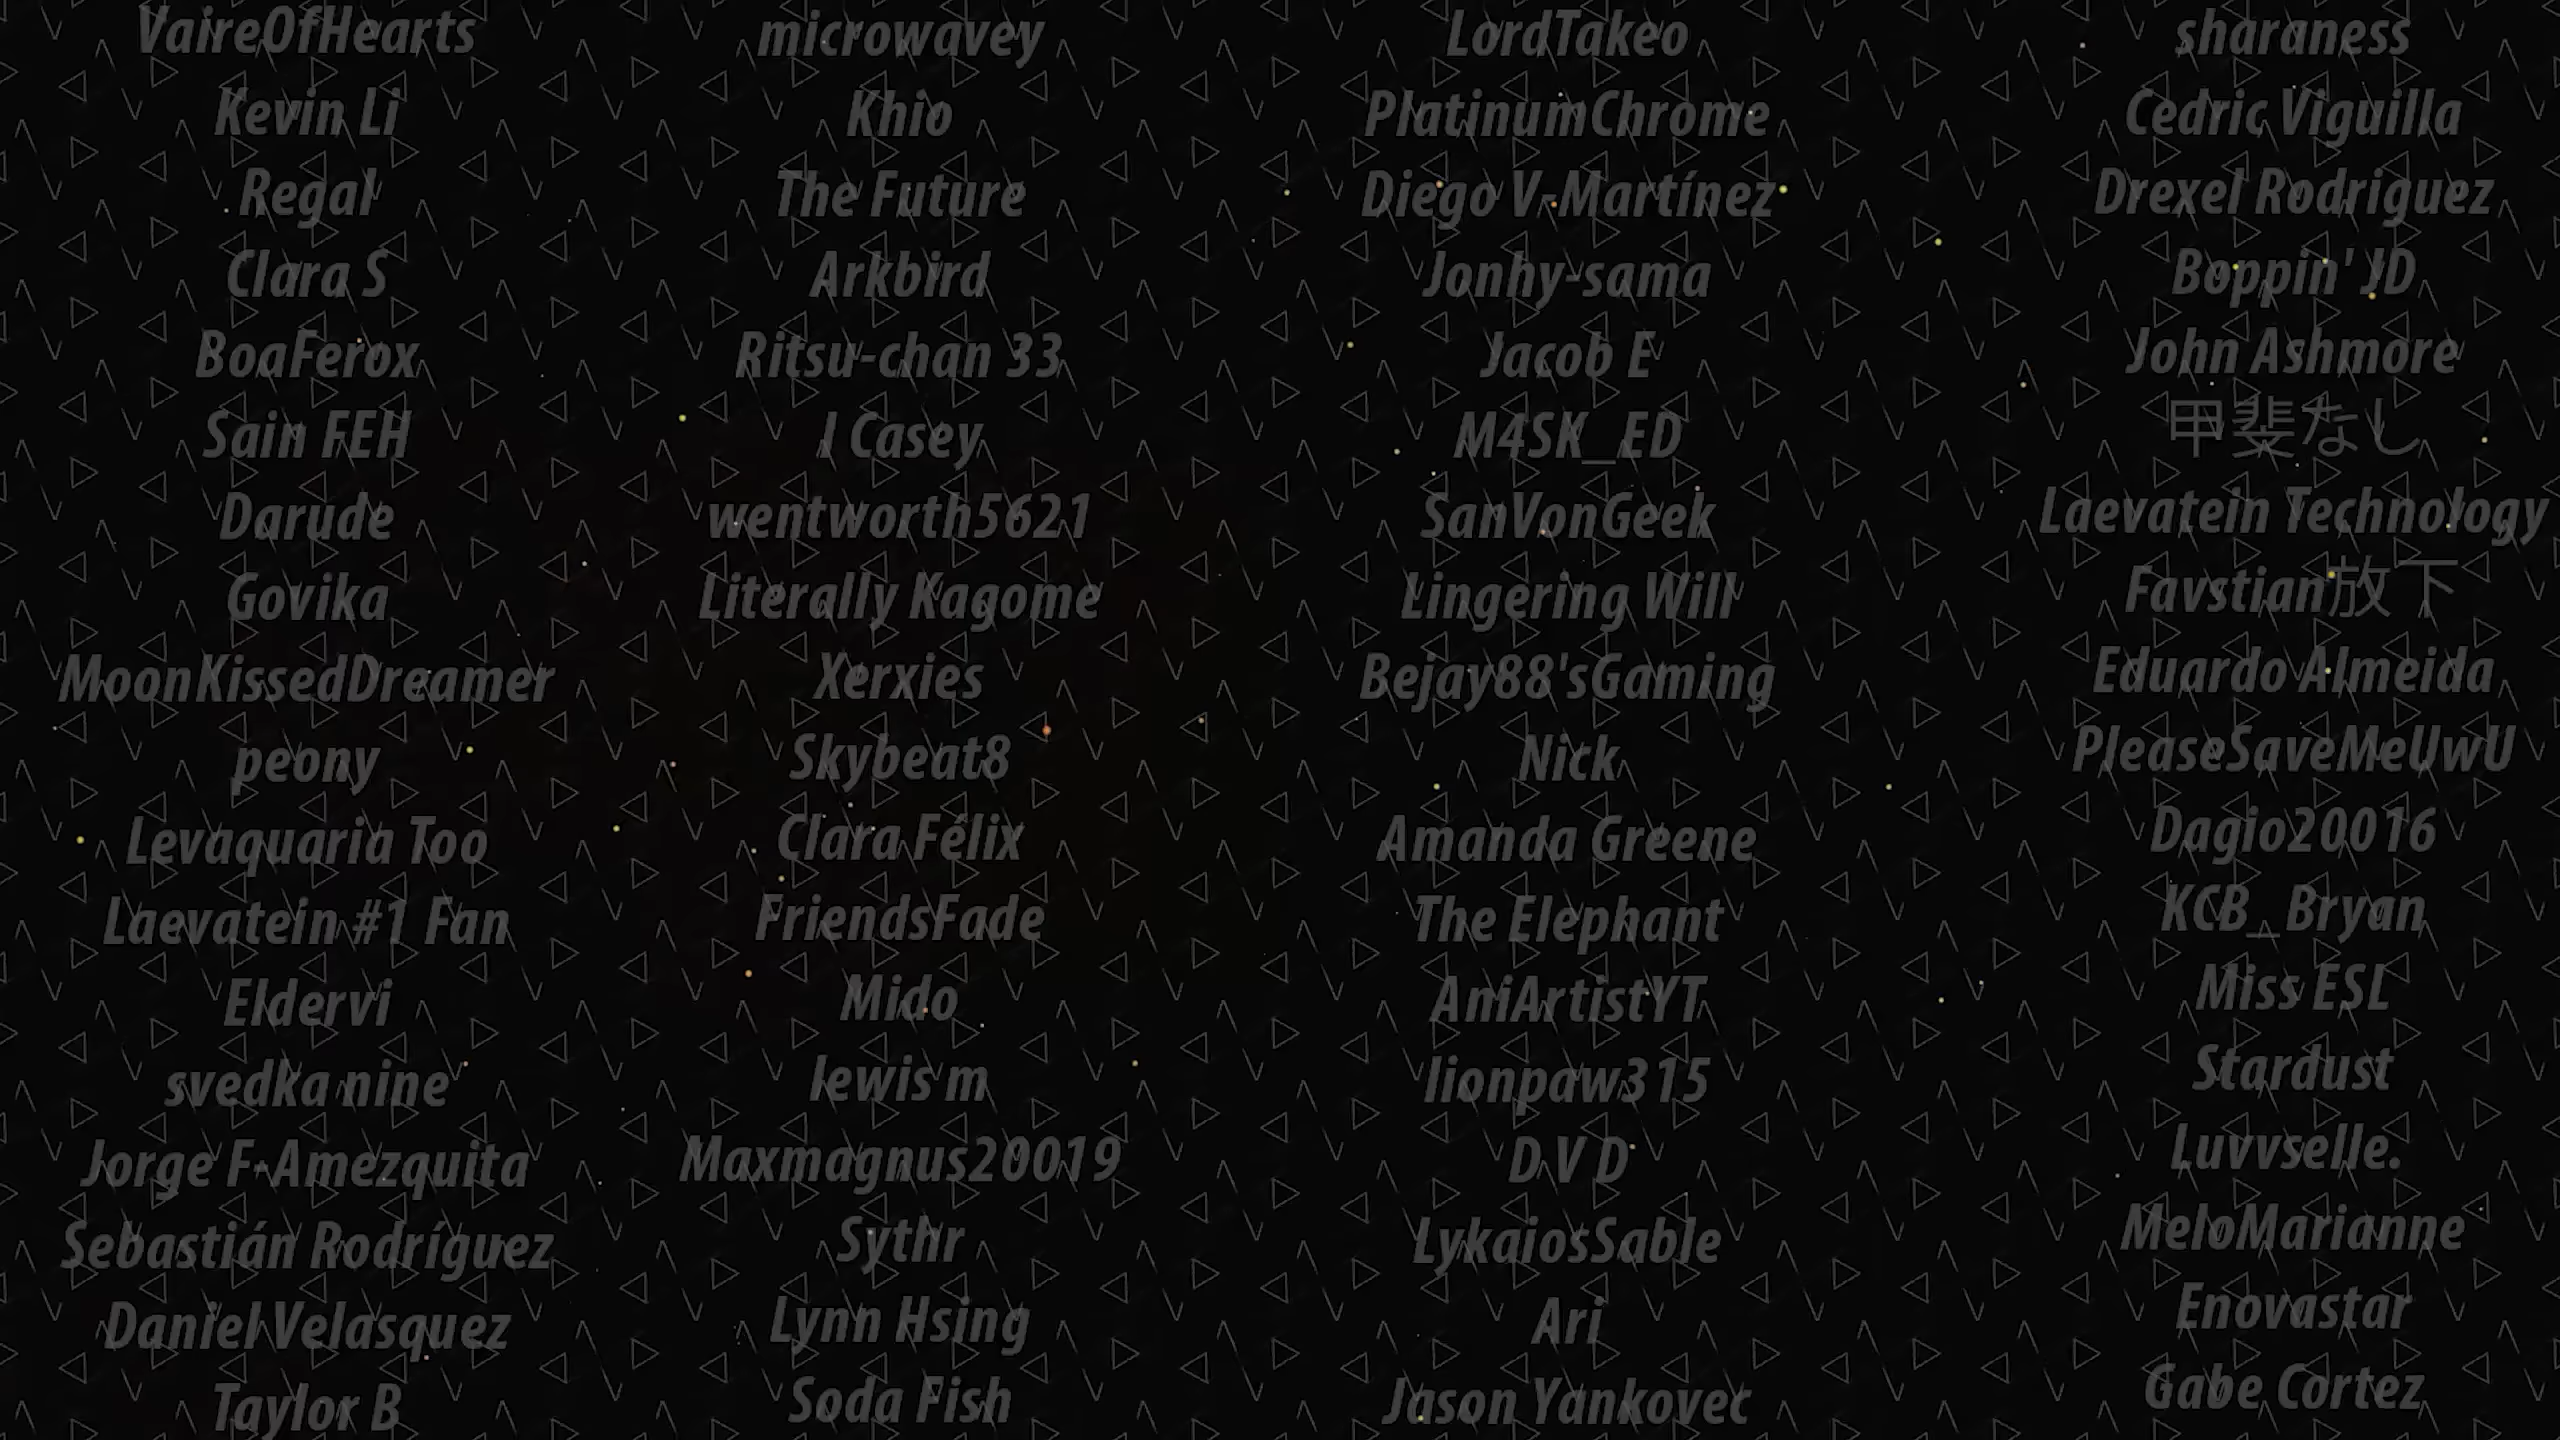 VaireOfHearts
Kevin Li
Regal
Clara S
BoaFerox
Sain FEH
Darude
Govika
MoonKissedDreamer
peony
Levaquaria Too
Laevatein #1 Fan
Eldervi
svedka nine
Jorge F-Amezquita
Sebastián Rodríguez
Daniel Velasquez
Taylor B
microwavey
Khio
The Future
Arkbird
Ritsu-chan 33
J Casey
wentworth5621
Literally Kagome
Xerxies
Skybeat8
Clara Félix
FriendsFade
Mido
lewis m
Maxmagnus20019
Sythr
Lynn Hsing
Soda Fish
LordTakeo
PlatinumChrome
Diego V-Martínez
Jonhy-sama
Jacob E
M4SK_ED
SanVonGeek
Lingering Will
Bejay88'sGaming
Nick
Amanda Greene
The Elephant
AniArtistYT
lionpaw315
D V D
LykaiosSable
Ari
Jason Yankovec
sharaness
Cedric Viguilla
Drexel Rodriguez
Boppin' JD
John Ashmore
甲斐なし
Laevatein Technology
Favstian放下
Eduardo Almeida
PleaseSaveMeUwU
Dagio20016
KCB_Bryan
Miss ESL
Stardust
Luvvselle.
MeloMarianne
Enovastar
Gabe Cortez